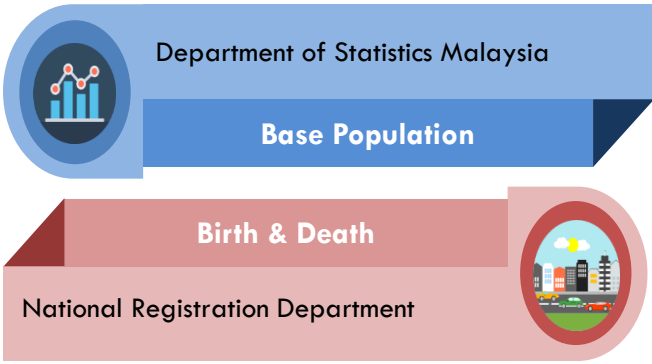 Department of Statistics Malaysia
Base Population
Birth & Death
National Registration Department